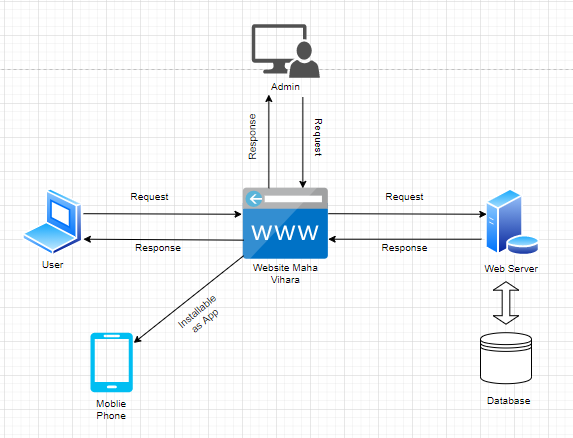 Admin
Response
Request
Request
Request
WWW
Response
Response
User
Website Maha
Vihara
Web Server
Installable
as App
Moblie
Phone
Database